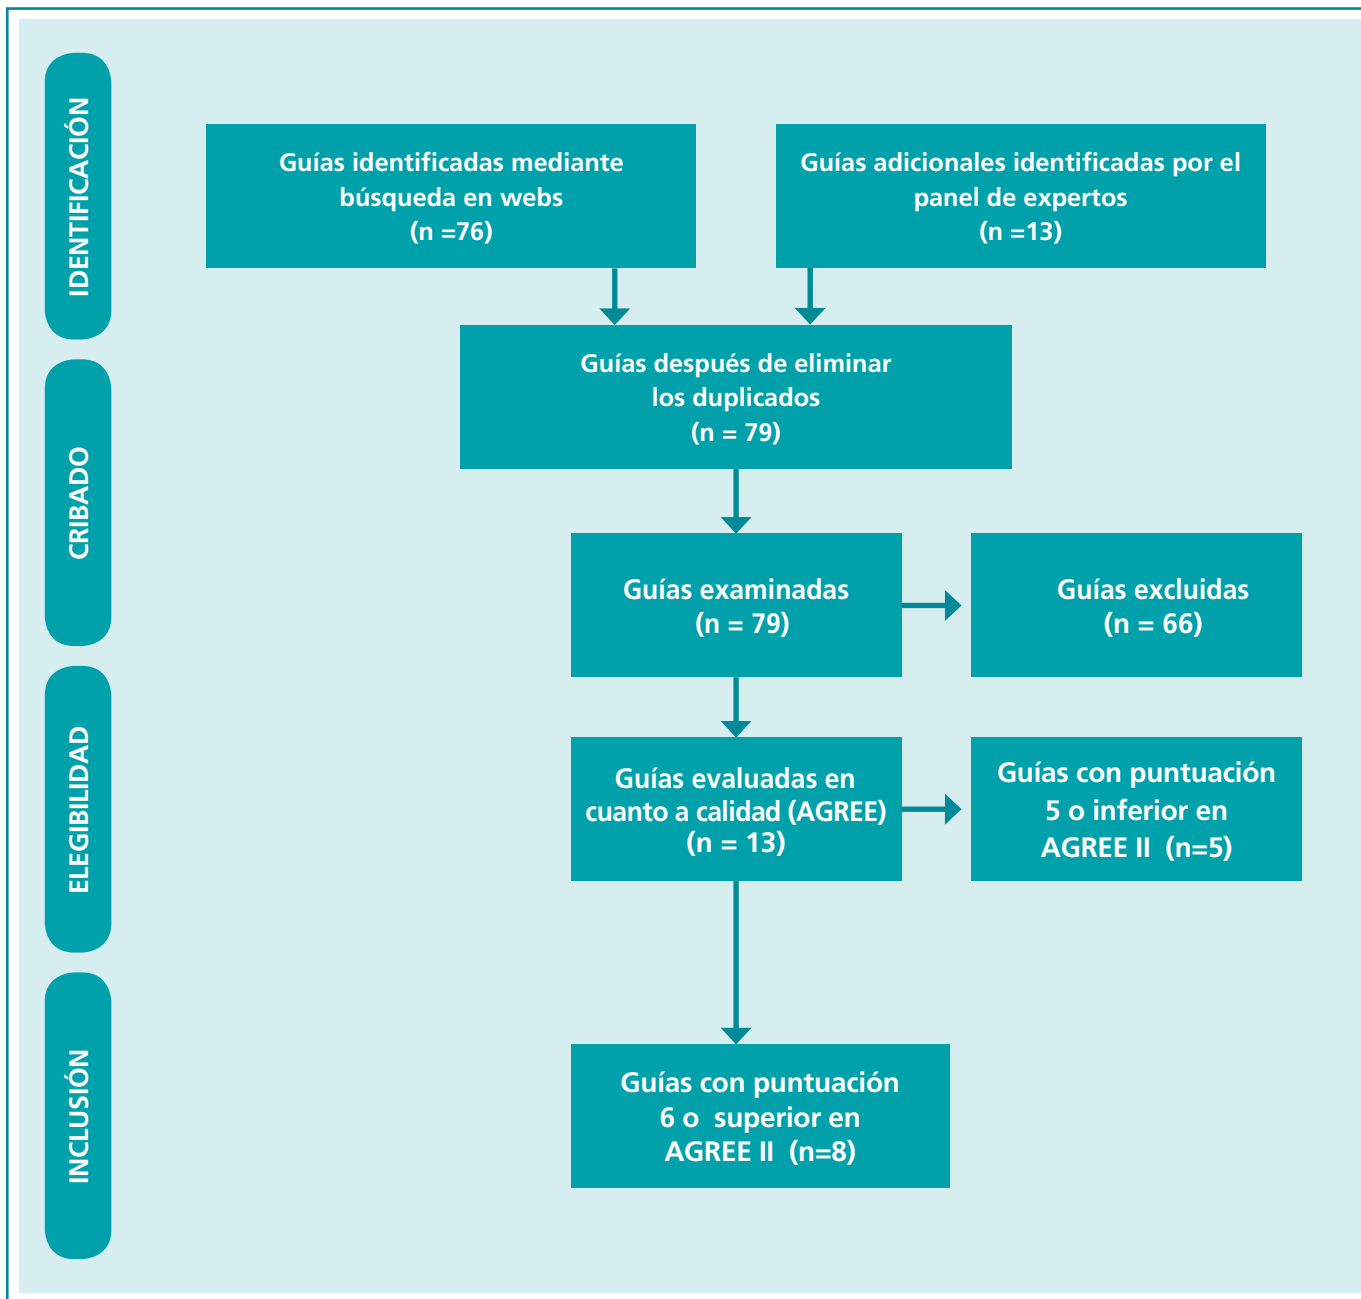 IDENTIFICACIÓN
Guías identificadas mediante
búsqueda en webs
(n =76)
Guías adicionales identificadas por el
panel de expertos
(n =13)
Guías después de eliminar
los duplicados
(n = 79)
CRIBADO
Guías examinadas
(n = 79)
Guías excluidas
(n = 66)
ELEGIBILIDAD
Guías evaluadas en
cuanto a calidad (AGREE)
(n = 13)
Guías con puntuación
5 o inferior en
AGREE II (n=5)
INCLUSIÓN
Guías con puntuación
6 o superior en
AGREE II (n=8)